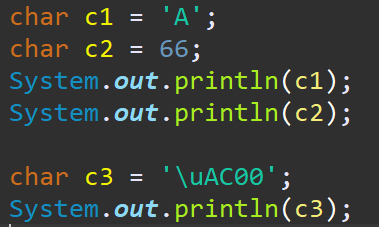 char c1 = 'A';
char c2 = 66;
System.out.println(c1);
System.out.println(c2);
char c3 = '\uAC00';
System.out.println(c3);